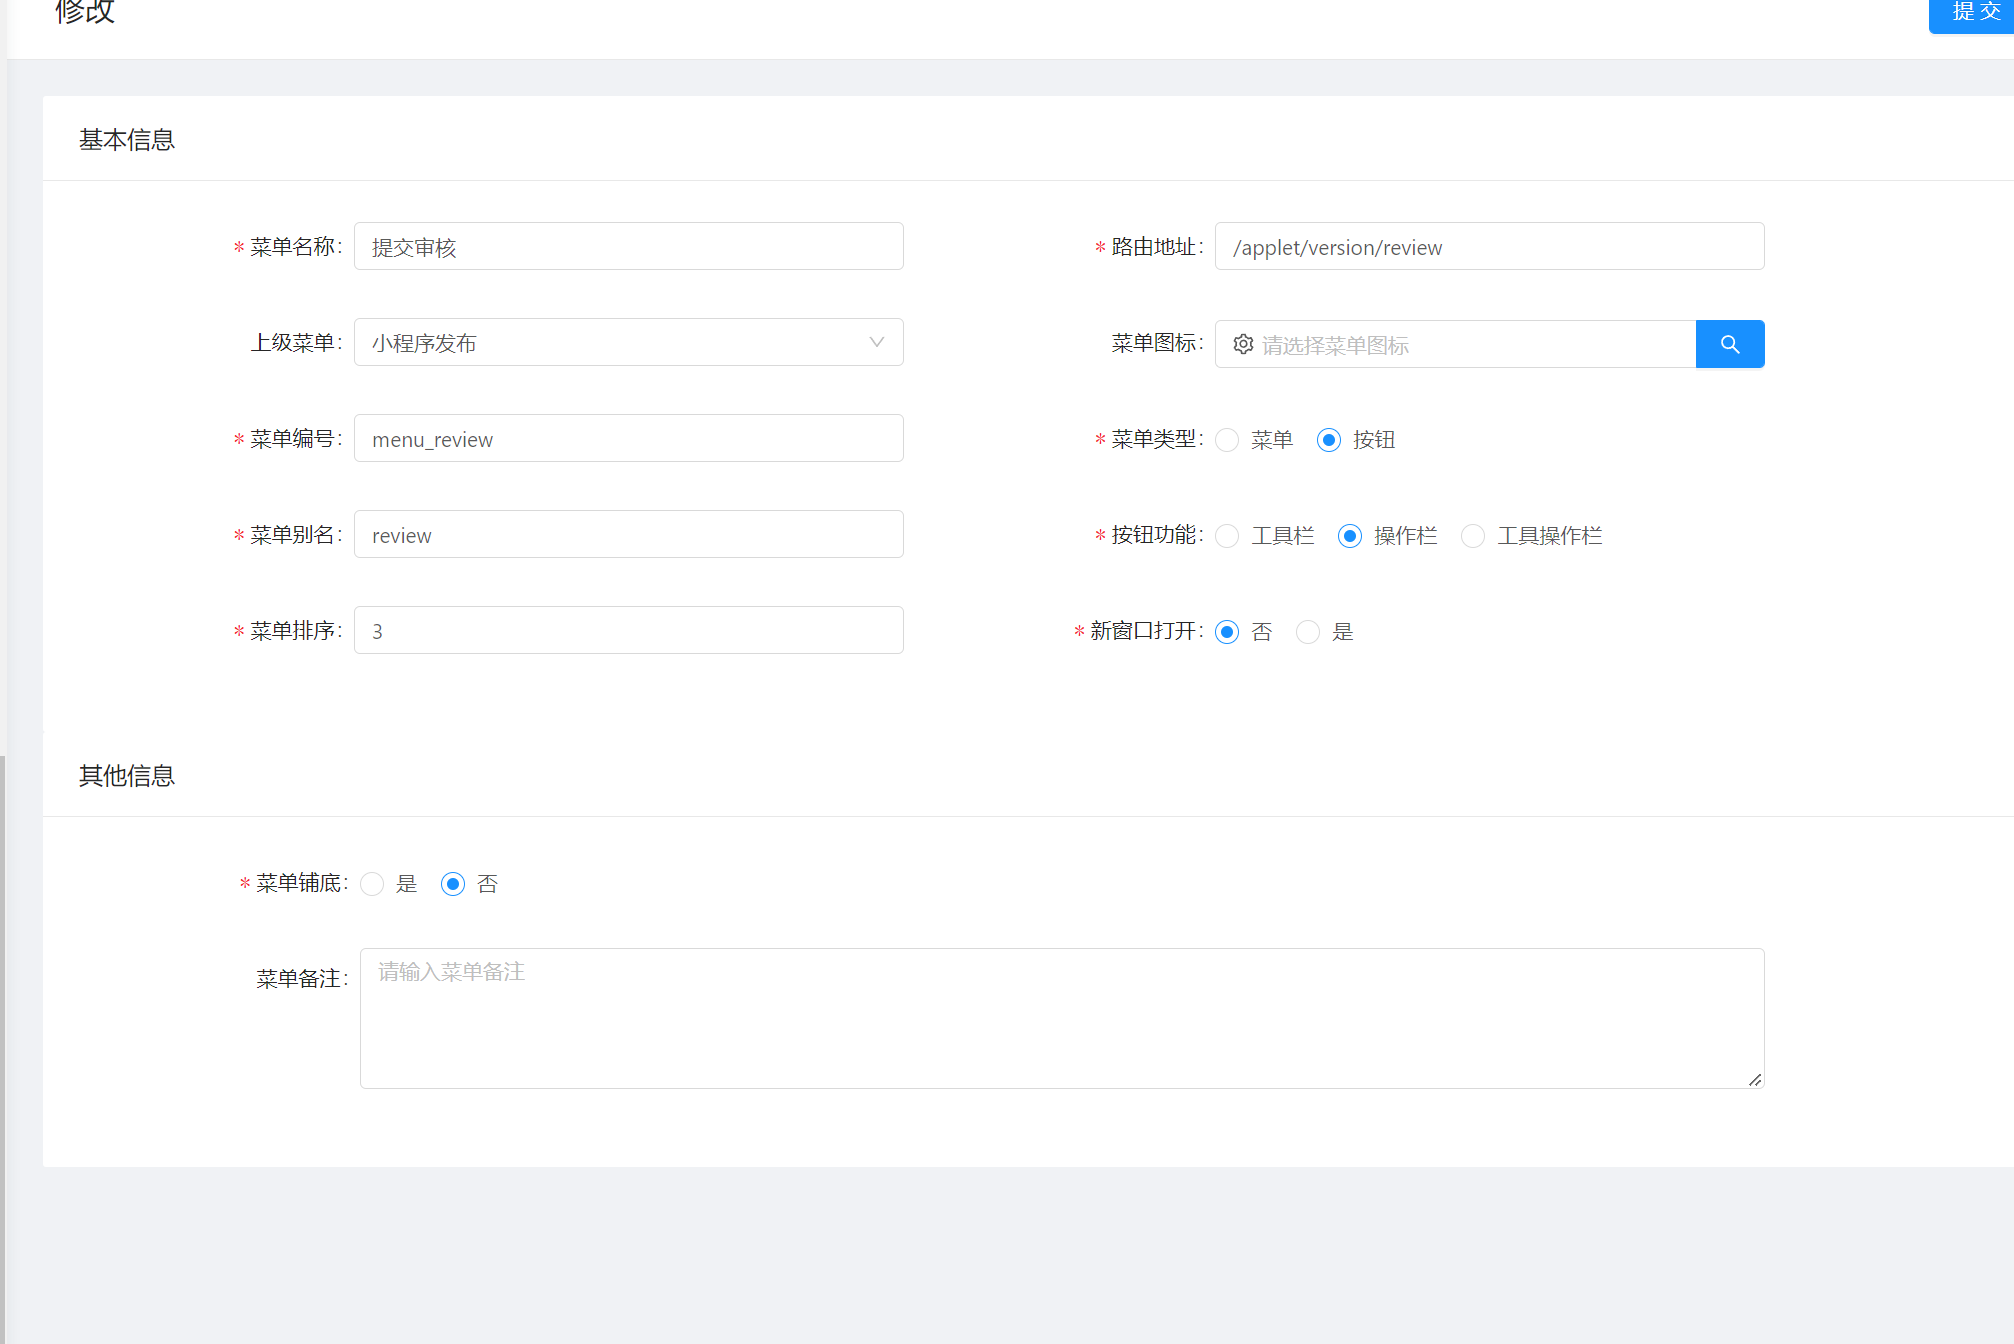 修改
提 交
基本信息
* 菜单名称: 提交审核
* 路由地址: /applet/version/review
上级菜单: 小程序发布
菜单图标: 请选择菜单图标
* 菜单编号: menu_review
* 菜单类型: 菜单 按钮
* 菜单别名: review
* 按钮功能: 工具栏 操作栏 工具操作栏
* 菜单排序: 3
* 新窗口打开: 否 是
其他信息
* 菜单铺底: 是 否
菜单备注: 请输入菜单备注